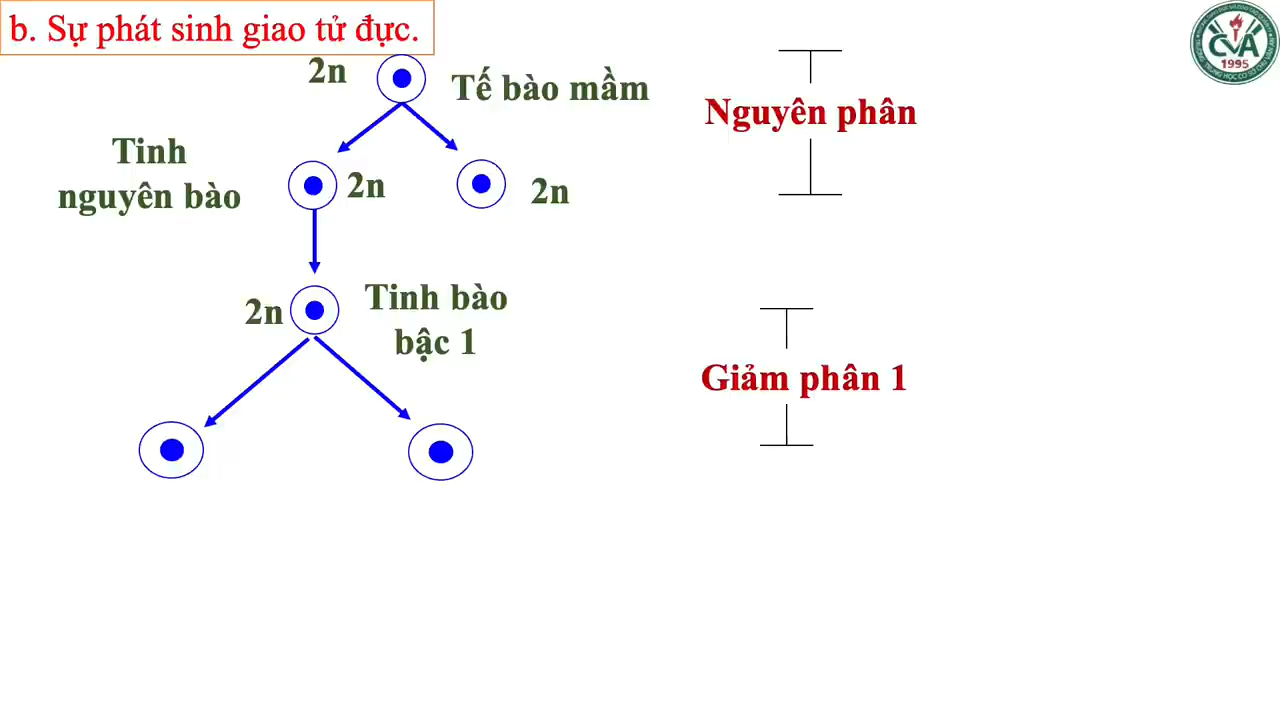 b. Sự phát sinh giao tử đực.
2n
Tế bào mầm
Nguyên phân
Tinh
nguyên bào
2n
2n
2n
Tinh bào
bậc 1
Giảm phân 1
CVA
1995